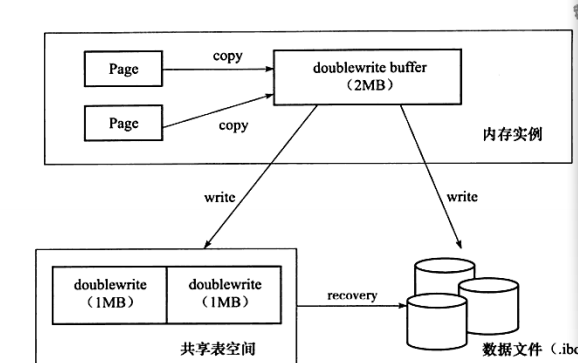 Page
copy
doublewrite buffer
（2MB）
Page
copy
内存实例
write
write
doublewrite
（1MB）
doublewrite
（1MB）
recovery
共享表空间
数据文件（.ibd